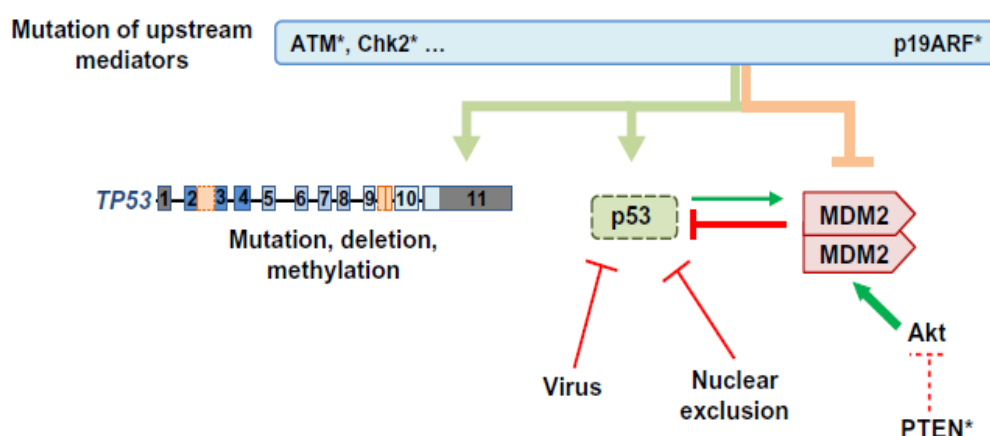 Mutation of upstream
mediators
ATM*, Chk2* ...
p19ARF*
TP53
1 2 3 4 5 6 7 8 9 10 11
Mutation, deletion,
methylation
p53
MDM2
MDM2
Akt
Virus
Nuclear
exclusion
PTEN*